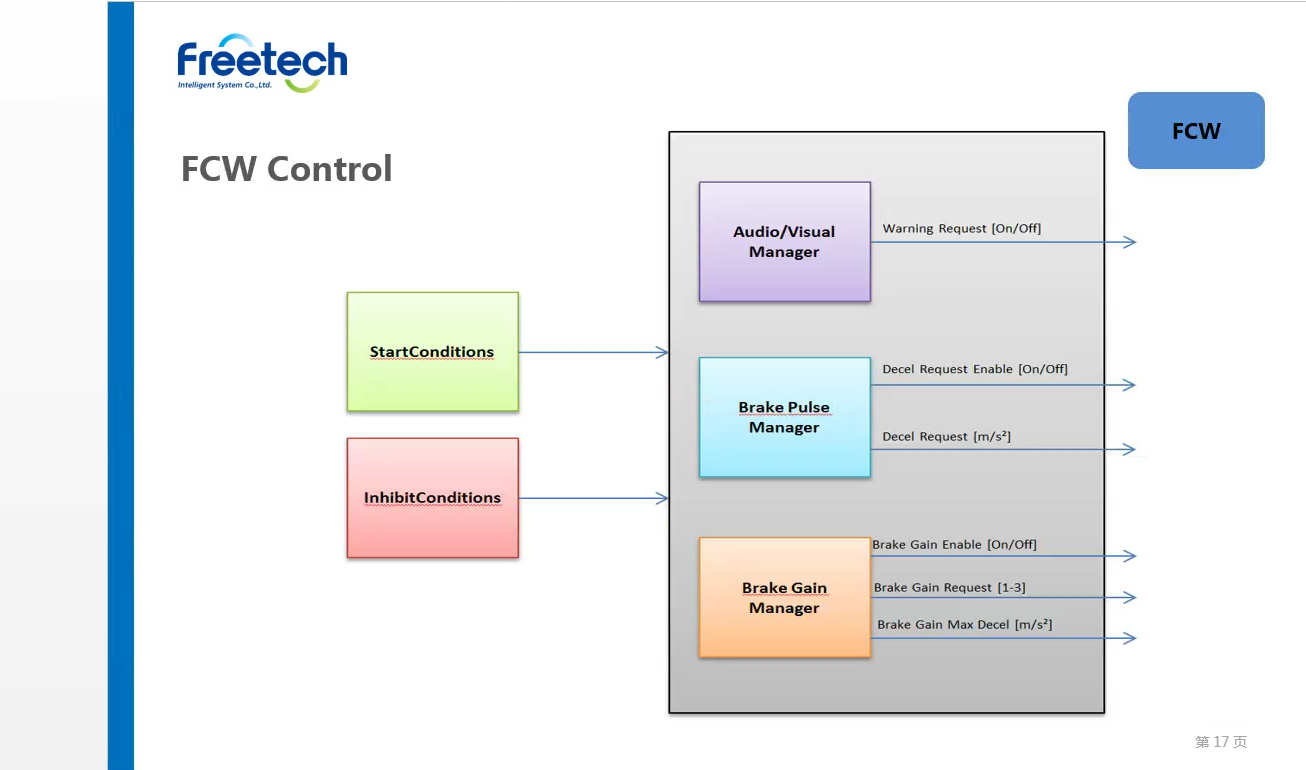 Freetech
Intelligent System Co.,Ltd.
FCW
FCW Control
Audio/Visual
Manager
Warning Request [On/Off]
StartConditions
Brake Pulse
Manager
Decel Request Enable [On/Off]
Decel Request [m/s²]
InhibitConditions
Brake Gain
Manager
Brake Gain Enable [On/Off]
Brake Gain Request [1-3]
Brake Gain Max Decel [m/s²]
第 17 页